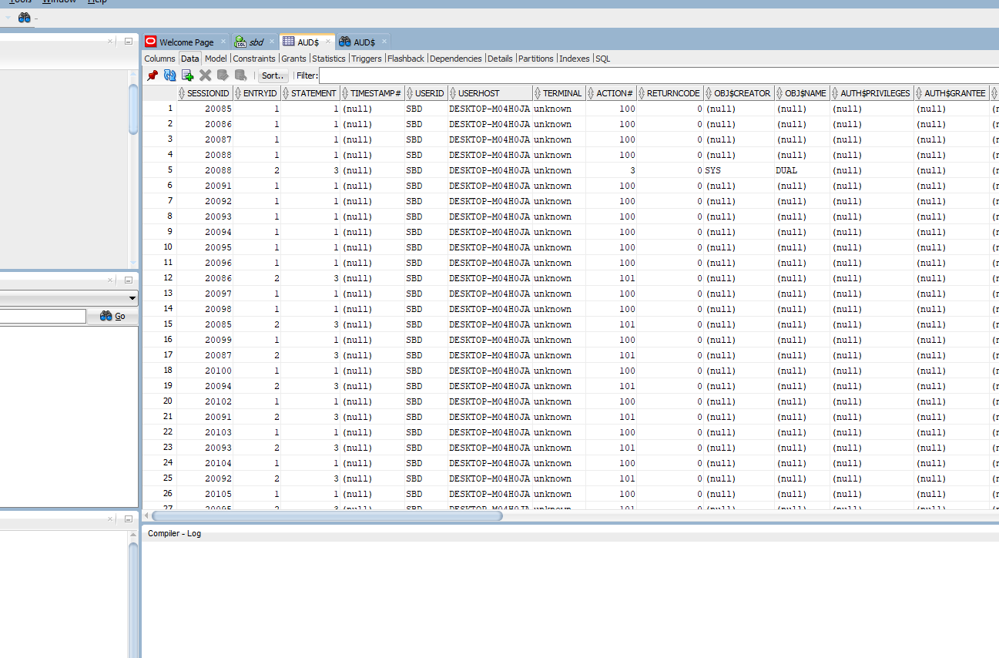 Tools Window Help
Welcome Page sbd AUD$ AUD$
Columns Data Model Constraints Grants Statistics Triggers Flashback Dependencies Details Partitions Indexes SQL
Sort.. Filter:
SESSIONID ENTRYID STATEMENT TIMESTAMP# USERID USERHOST TERMINAL ACTION# RETURNCODE OBJ$CREATOR OBJ$NAME AUTH$PRIVILEGES AUTH$GRANTEE
1 20085 1 1 (null) SBD DESKTOP-M04H0JA unknown 100 0 (null) (null) (null) (null)
2 20086 1 1 (null) SBD DESKTOP-M04H0JA unknown 100 0 (null) (null) (null) (null)
3 20087 1 1 (null) SBD DESKTOP-M04H0JA unknown 100 0 (null) (null) (null) (null)
4 20088 1 1 (null) SBD DESKTOP-M04H0JA unknown 100 0 (null) (null) (null) (null)
5 20088 2 3 (null) SBD DESKTOP-M04H0JA unknown 3 0 SYS DUAL (null) (null)
6 20091 1 1 (null) SBD DESKTOP-M04H0JA unknown 100 0 (null) (null) (null) (null)
7 20092 1 1 (null) SBD DESKTOP-M04H0JA unknown 100 0 (null) (null) (null) (null)
8 20093 1 1 (null) SBD DESKTOP-M04H0JA unknown 100 0 (null) (null) (null) (null)
9 20094 1 1 (null) SBD DESKTOP-M04H0JA unknown 100 0 (null) (null) (null) (null)
10 20095 1 1 (null) SBD DESKTOP-M04H0JA unknown 100 0 (null) (null) (null) (null)
11 20096 1 1 (null) SBD DESKTOP-M04H0JA unknown 100 0 (null) (null) (null) (null)
12 20086 2 3 (null) SBD DESKTOP-M04H0JA unknown 101 0 (null) (null) (null) (null)
13 20097 1 1 (null) SBD DESKTOP-M04H0JA unknown 100 0 (null) (null) (null) (null)
14 20098 1 1 (null) SBD DESKTOP-M04H0JA unknown 100 0 (null) (null) (null) (null)
Go
15 20085 2 3 (null) SBD DESKTOP-M04H0JA unknown 101 0 (null) (null) (null) (null)
16 20099 1 1 (null) SBD DESKTOP-M04H0JA unknown 100 0 (null) (null) (null) (null)
17 20087 2 3 (null) SBD DESKTOP-M04H0JA unknown 101 0 (null) (null) (null) (null)
18 20100 1 1 (null) SBD DESKTOP-M04H0JA unknown 100 0 (null) (null) (null) (null)
19 20094 2 3 (null) SBD DESKTOP-M04H0JA unknown 101 0 (null) (null) (null) (null)
20 20102 1 1 (null) SBD DESKTOP-M04H0JA unknown 100 0 (null) (null) (null) (null)
21 20091 2 3 (null) SBD DESKTOP-M04H0JA unknown 101 0 (null) (null) (null) (null)
22 20103 1 1 (null) SBD DESKTOP-M04H0JA unknown 100 0 (null) (null) (null) (null)
23 20093 2 3 (null) SBD DESKTOP-M04H0JA unknown 101 0 (null) (null) (null) (null)
24 20104 1 1 (null) SBD DESKTOP-M04H0JA unknown 100 0 (null) (null) (null) (null)
25 20092 2 3 (null) SBD DESKTOP-M04H0JA unknown 101 0 (null) (null) (null) (null)
26 20105 1 1 (null) SBD DESKTOP-M04H0JA unknown 100 0 (null) (null) (null) (null)
27 20095 2 3 (null) SBD DESKTOP-M04H0JA unknown 101 0 (null) (null) (null) (null)
Compiler - Log